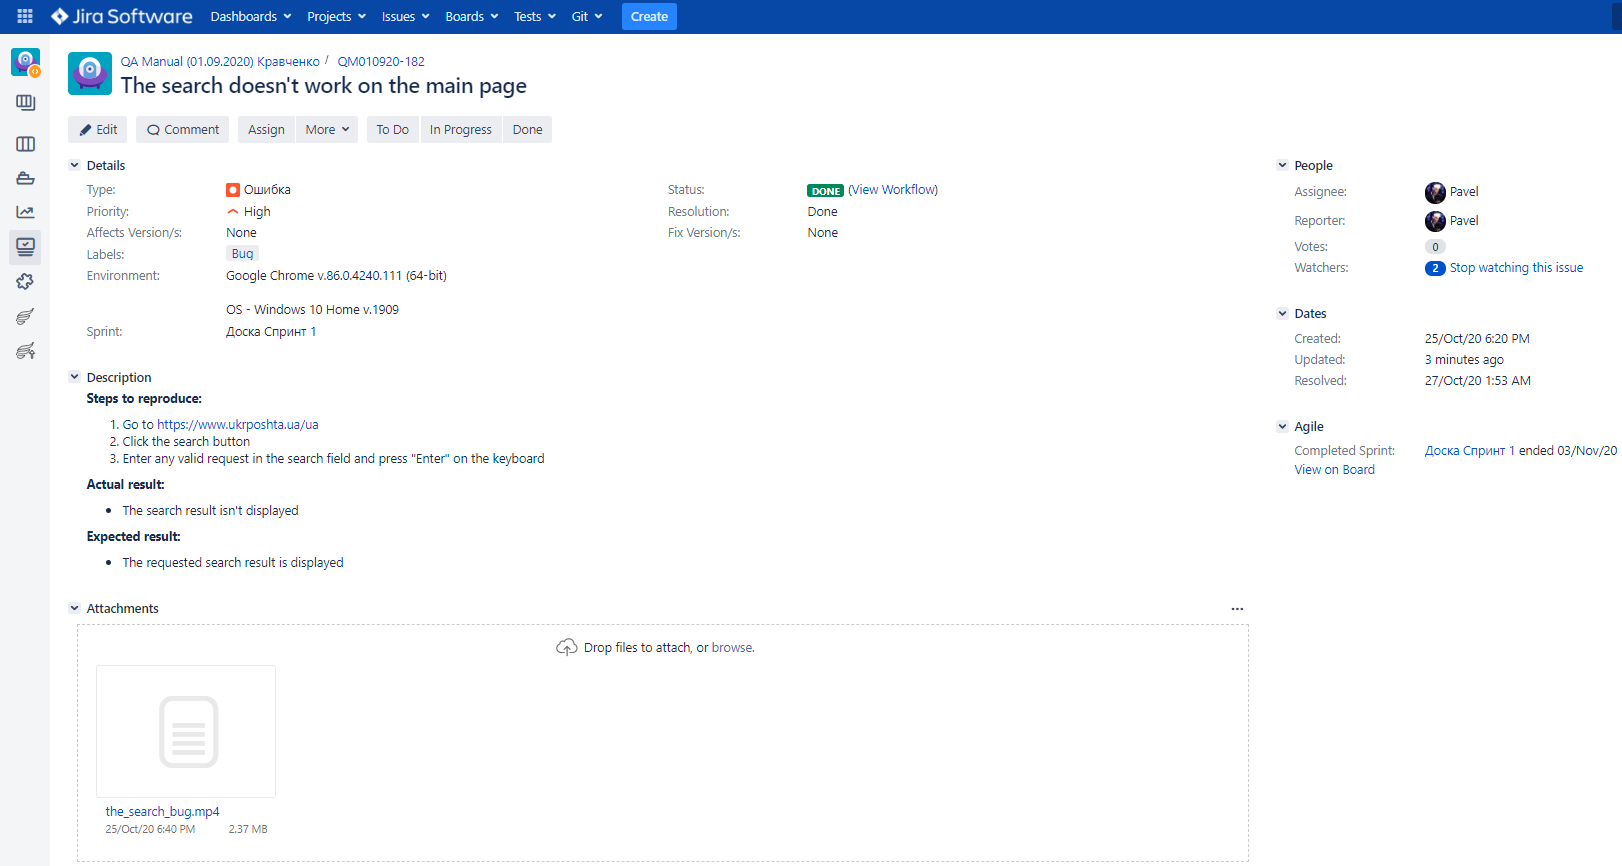 Jira Software Dashboards Projects Issues Boards Tests Git Create
QA Manual (01.09.2020) Кравченко / QM010920-182
The search doesn't work on the main page
Edit Comment Assign More To Do In Progress Done
Details
Type: Ошибка
Priority: High
Affects Version/s: None
Labels: Bug
Environment: Google Chrome v.86.0.4240.111 (64-bit)
OS - Windows 10 Home v.1909
Sprint: Доска Спринт 1
Status: DONE (View Workflow)
Resolution: Done
Fix Version/s: None
Description
Steps to reproduce:
1. Go to https://www.ukrposhta.ua/ua
2. Click the search button
3. Enter any valid request in the search field and press "Enter" on the keyboard
Actual result:
• The search result isn't displayed
Expected result:
• The requested search result is displayed
Attachments
Drop files to attach, or browse.
the_search_bug.mp4
25/Oct/20 6:40 PM 2.37 MB
People
Assignee: Pavel
Reporter: Pavel
Votes: 0
Watchers: 2 Stop watching this issue
Dates
Created: 25/Oct/20 6:20 PM
Updated: 3 minutes ago
Resolved: 27/Oct/20 1:53 AM
Agile
Completed Sprint: Доска Спринт 1 ended 03/Nov/20
View on Board